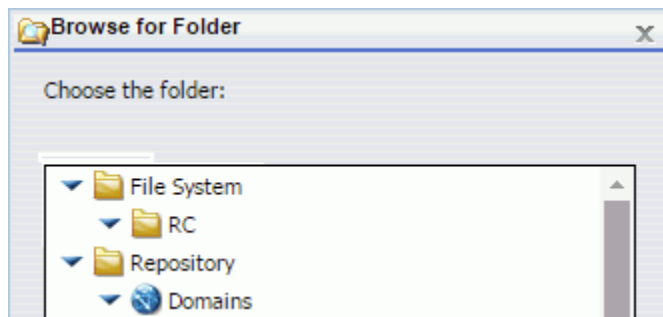 Browse for Folder
Choose the folder:
File System
RC
Repository
Domains